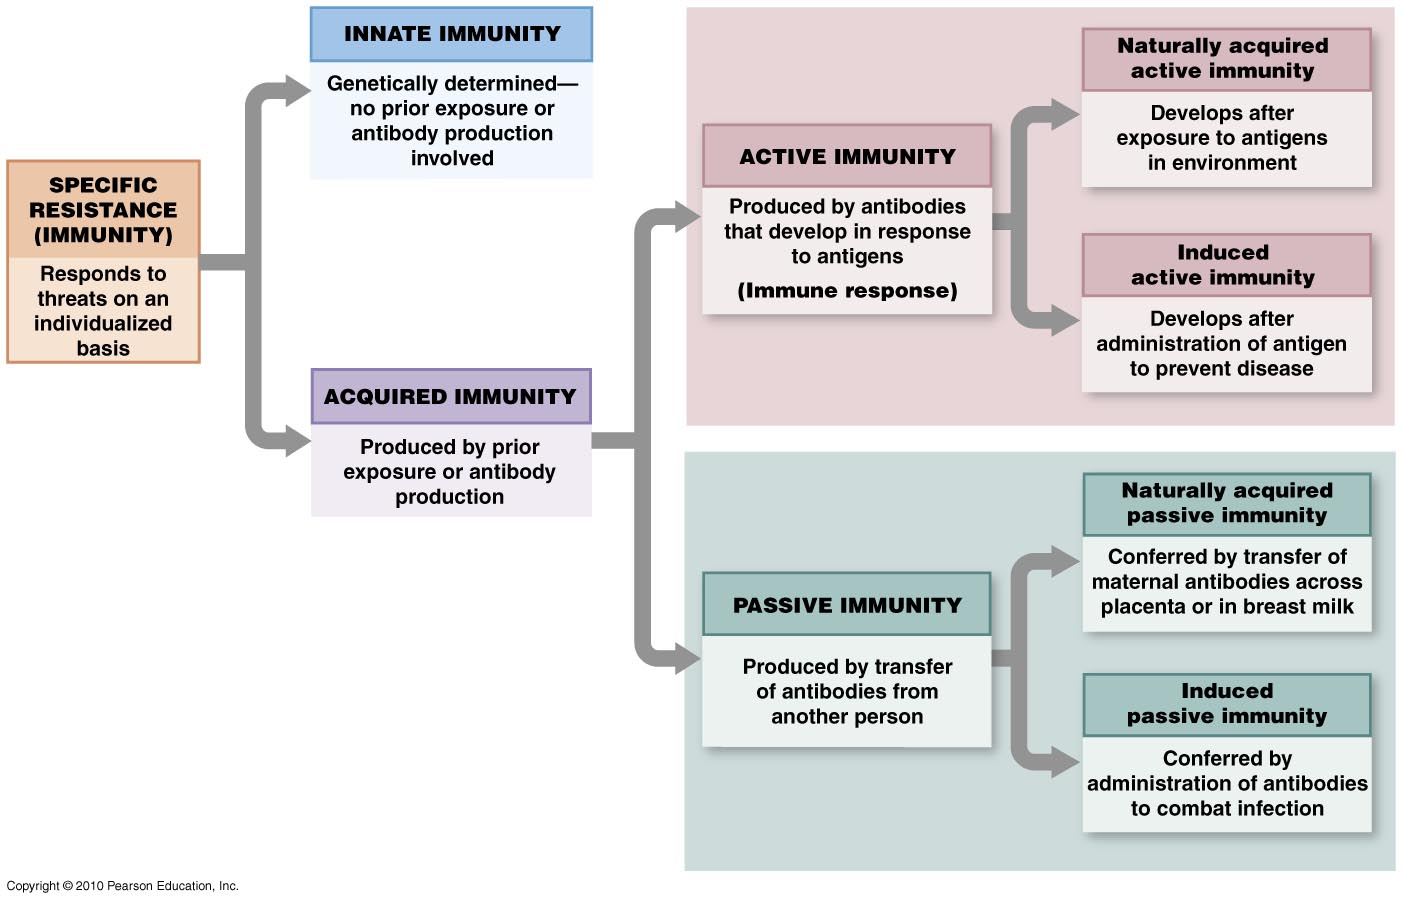 SPECIFIC
RESISTANCE
(IMMUNITY)
Responds to
threats on an
individualized
basis
INNATE IMMUNITY
Genetically determined—
no prior exposure or
antibody production
involved
ACQUIRED IMMUNITY
Produced by prior
exposure or antibody
production
ACTIVE IMMUNITY
Produced by antibodies
that develop in response
to antigens
(Immune response)
Naturally acquired
active immunity
Develops after
exposure to antigens
in environment
Induced
active immunity
Develops after
administration of antigen
to prevent disease
PASSIVE IMMUNITY
Produced by transfer
of antibodies from
another person
Naturally acquired
passive immunity
Conferred by transfer of
maternal antibodies across
placenta or in breast milk
Induced
passive immunity
Conferred by
administration of antibodies
to combat infection
Copyright © 2010 Pearson Education, Inc.